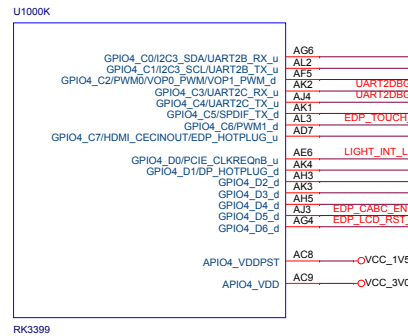 U1000K
GPIO4_C0/I2C3_SDA/UART2B_RX_u AG6
GPIO4_C1/I2C3_SCL/UART2B_TX_u AL2
GPIO4_C2/PWM0/VOP0_PWM/VOP1_PWM_d AF5
GPIO4_C3/UART2C_RX_u AK2 UART2DBG
GPIO4_C4/UART2C_TX_u AJ4 UART2DBG
GPIO4_C5/SPDIF_TX_d AK1
GPIO4_C6/PWM1_d AL3 EDP_TOUCH_
GPIO4_C7/HDMI_CECINOUT/EDP_HOTPLUG_u AD7
GPIO4_D0/PCIE_CLKREQnB_u AE6 LIGHT_INT_L
GPIO4_D1/DP_HOTPLUG_d AK4
GPIO4_D2_d AH3
GPIO4_D3_d AK3
GPIO4_D4_d AH5
GPIO4_D5_d AJ3 EDP_CABC_EN
GPIO4_D6_d AG4 EDP_LCD_RST_
APIO4_VDDPST AC8 VCC_1V5
APIO4_VDD AC9 VCC_3V0
RK3399